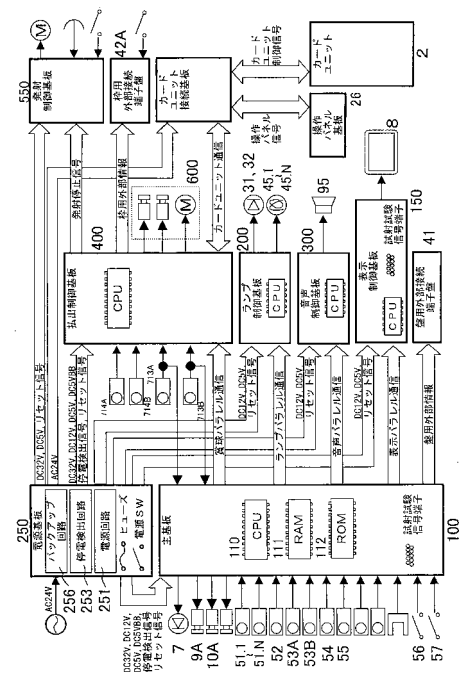 550
発射
制御基板
M
42A
枠用
外部接続
端子盤
カード
ユニット
接続基板
カードユニット
制御信号
カード
ユニット
2
操作
パネル
信号
26
操作
パネル
基板
発射停止信号
枠用外部情報
カードユニット通信
600
M
400
払出制御基板
CPU
200
ランプ
制御基板
CPU
31,32
45,1
45,N
300
音声
制御基板
CPU
95
8
150
表示
制御基板
CPU
試射試験
信号端子
41
盤用外部接続
端子盤
DC32V,DC5V,リセット信号
AC24V
DC32V,DC12V,DC5V,DC5VBB,
停電検出信号,リセット信号
714A
714B
713A
713B
賞球パラレル通信
DC12V,DC5V
リセット信号
ランプパラレル通信
DC12V,DC5V
リセット信号
音声パラレル通信
DC12V,DC5V
リセット信号
表示パラレル通信
盤用外部情報
250
電源基板
バックアップ
回路
停電検出回路
電源回路
ヒューズ
電源SW
256
253
251
AC24V
DC32V,DC12V,
DC5V,DC5VBB,
停電検出信号
リセット信号
主基板
110
CPU
111
RAM
112
ROM
試射試験
信号端子
100
7
9A
10A
51,1
51,N
52
53A
53B
54
55
56
57